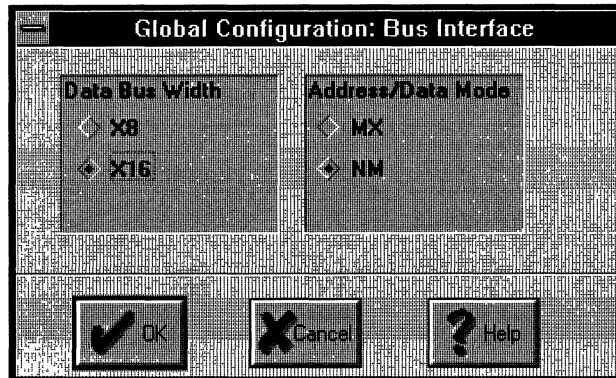 Global Configuration: Bus Interface
Data Bus Width
X8
X16
Address/Data Mode
MX
NM
OK
Cancel
Help